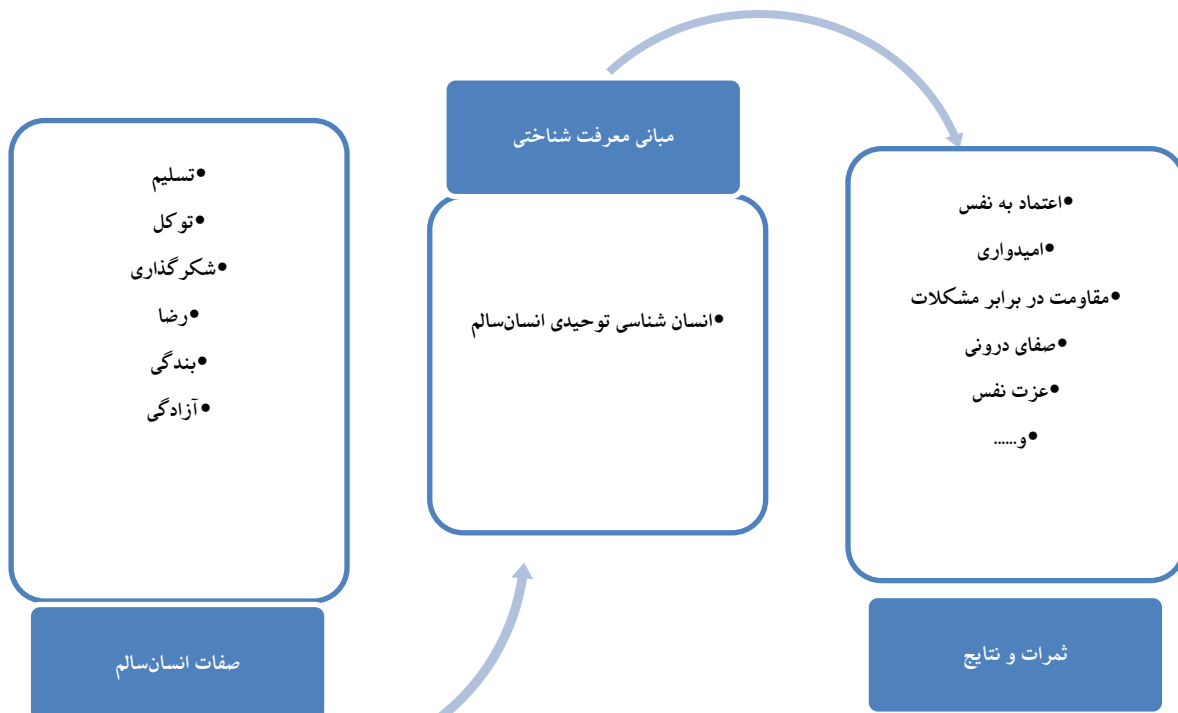 مبانی معرفت شناختی
•انسان شناسی توحیدی انسان‌سالم
•اعتماد به نفس
•امیدواری
•مقاومت در برابر مشکلات
•صفای درونی
•عزت نفس
•و......
ثمرات و نتایج
•تسلیم
•توکل
•شکرگذاری
•رضا
•بندگی
•آزادگی
صفات انسان‌سالم